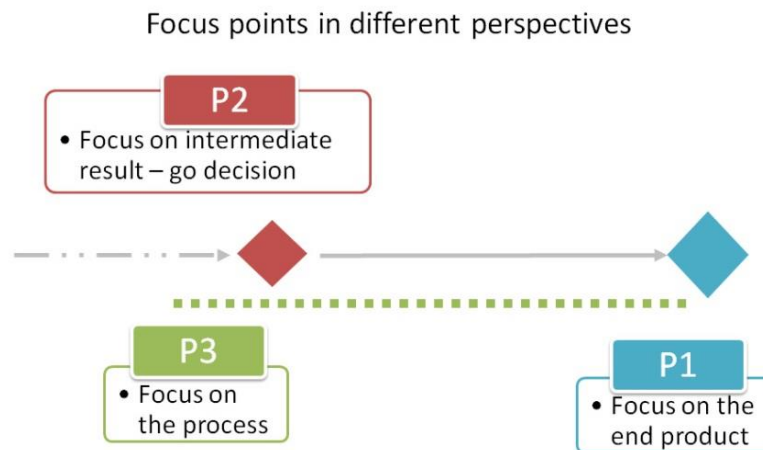 Focus points in different perspectives
P2
• Focus on intermediate
result – go decision
P3
• Focus on
the process
P1
• Focus on the
end product